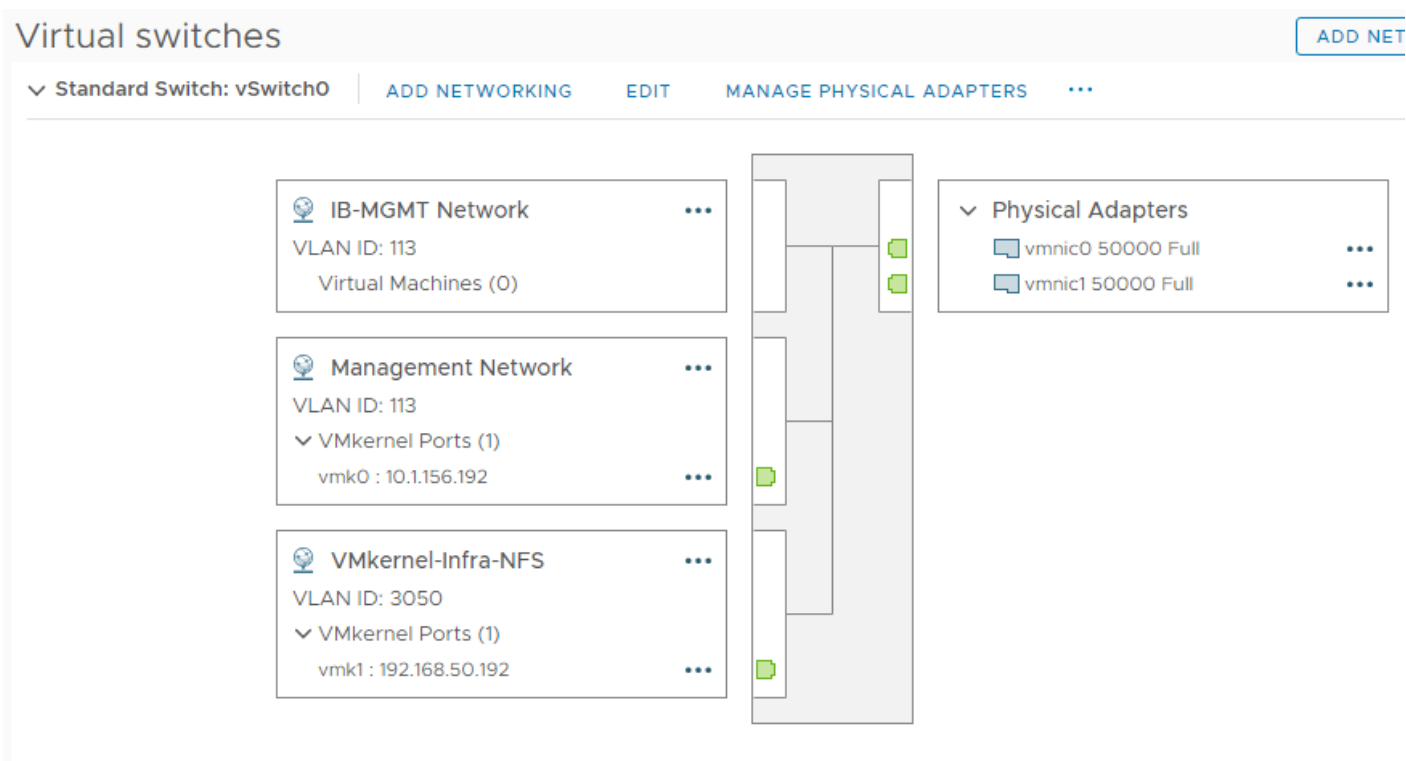 Virtual switches
ADD NET
Standard Switch: vSwitch0 ADD NETWORKING EDIT MANAGE PHYSICAL ADAPTERS ...
IB-MGMT Network ...
VLAN ID: 113
Virtual Machines (0)
Physical Adapters
vmnic0 50000 Full ...
vmnic1 50000 Full ...
Management Network ...
VLAN ID: 113
VMkernel Ports (1)
vmk0 : 10.1.156.192 ...
VMkernel-Infra-NFS ...
VLAN ID: 3050
VMkernel Ports (1)
vmk1 : 192.168.50.192 ...